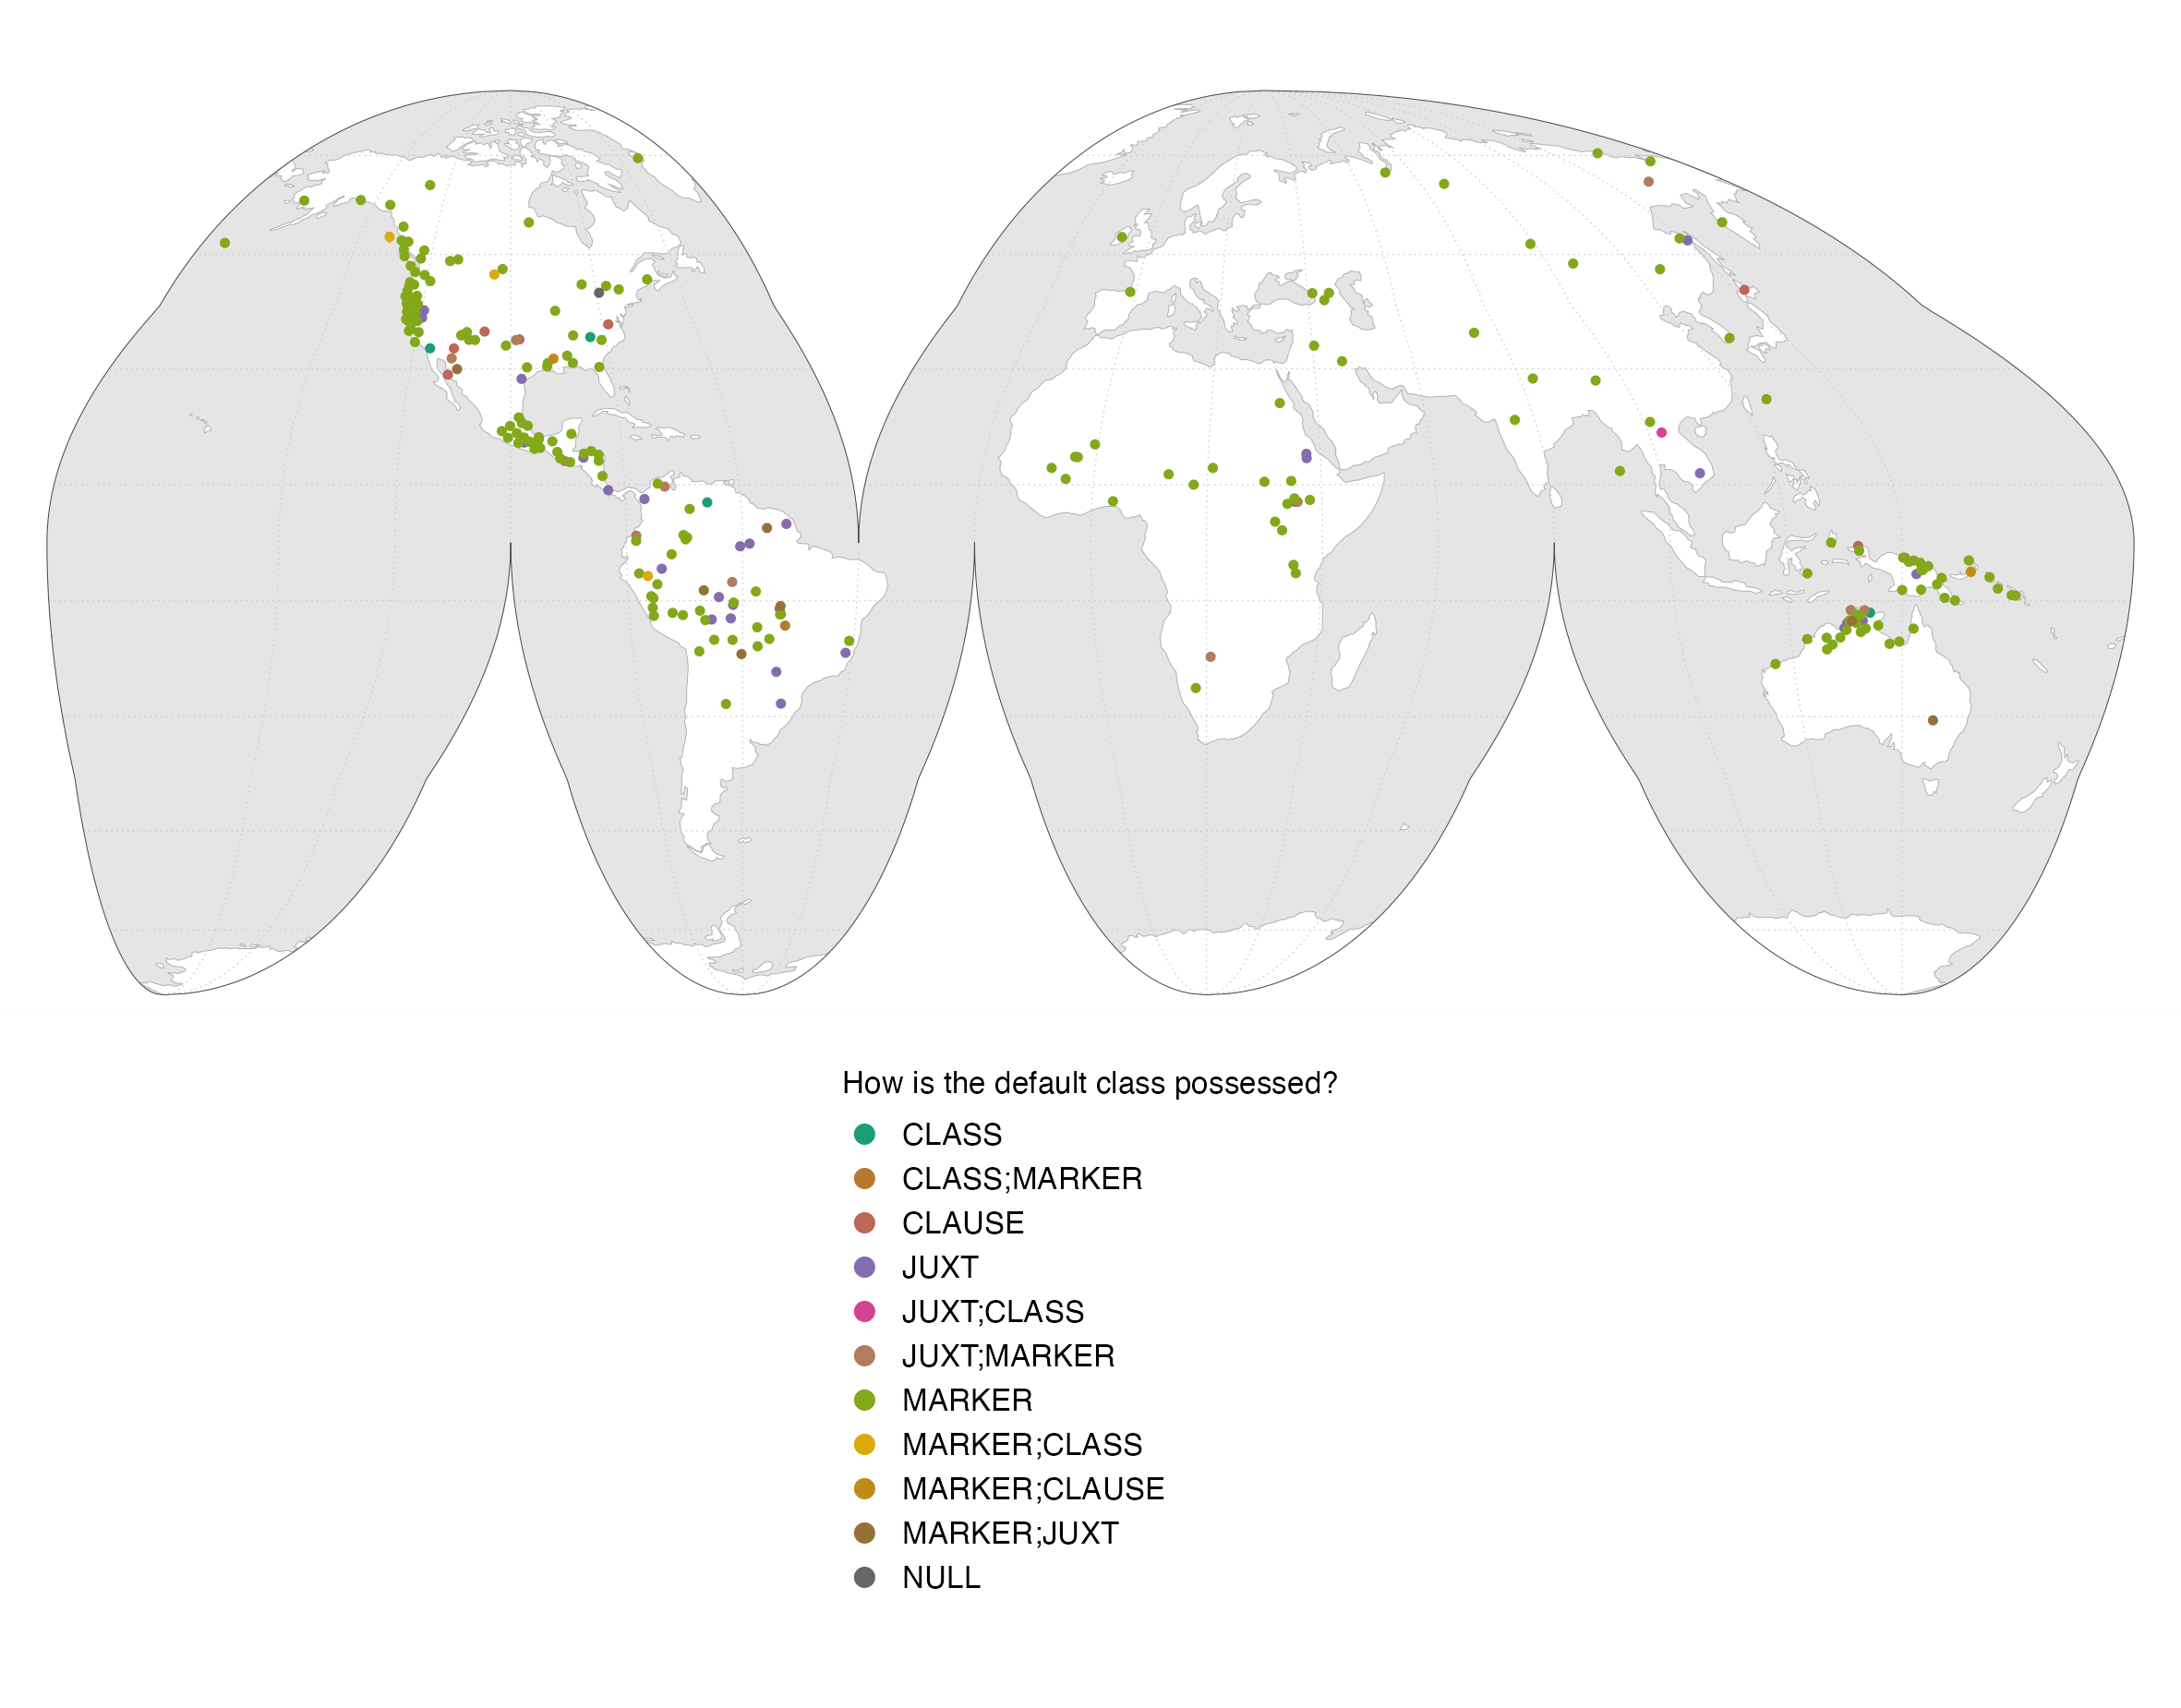 How is the default class possessed?
CLASS
CLASS;MARKER
CLAUSE
JUXT
JUXT;CLASS
JUXT;MARKER
MARKER
MARKER;CLASS
MARKER;CLAUSE
MARKER;JUXT
NULL